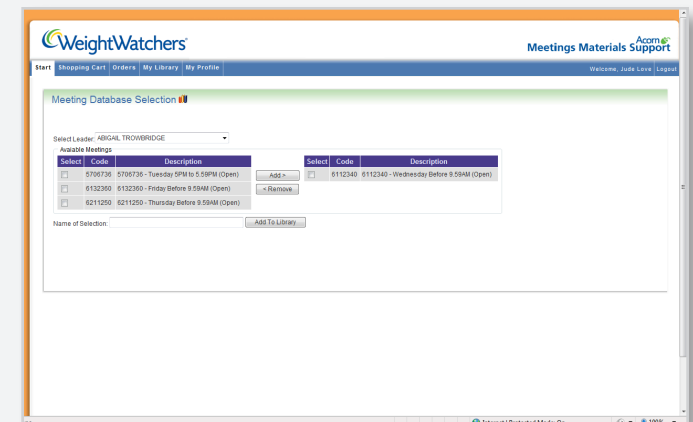 WeightWatchers®
Acorn
Meetings Materials Support
Start Shopping Cart Orders My Library My Profile Welcome, Jude Love Logout
Meeting Database Selection
Select Leader: ABIGAIL TROWBRIDGE
Available Meetings
Select Code Description Select Code Description
5706736 5706736 - Tuesday 5PM to 5.59PM (Open) Add > 6112340 6112340 - Wednesday Before 9.59AM (Open)
6132360 6132360 - Friday Before 9.59AM (Open) < Remove
6211250 6211250 - Thursday Before 9.59AM (Open)
Name of Selection: Add To Library
100%